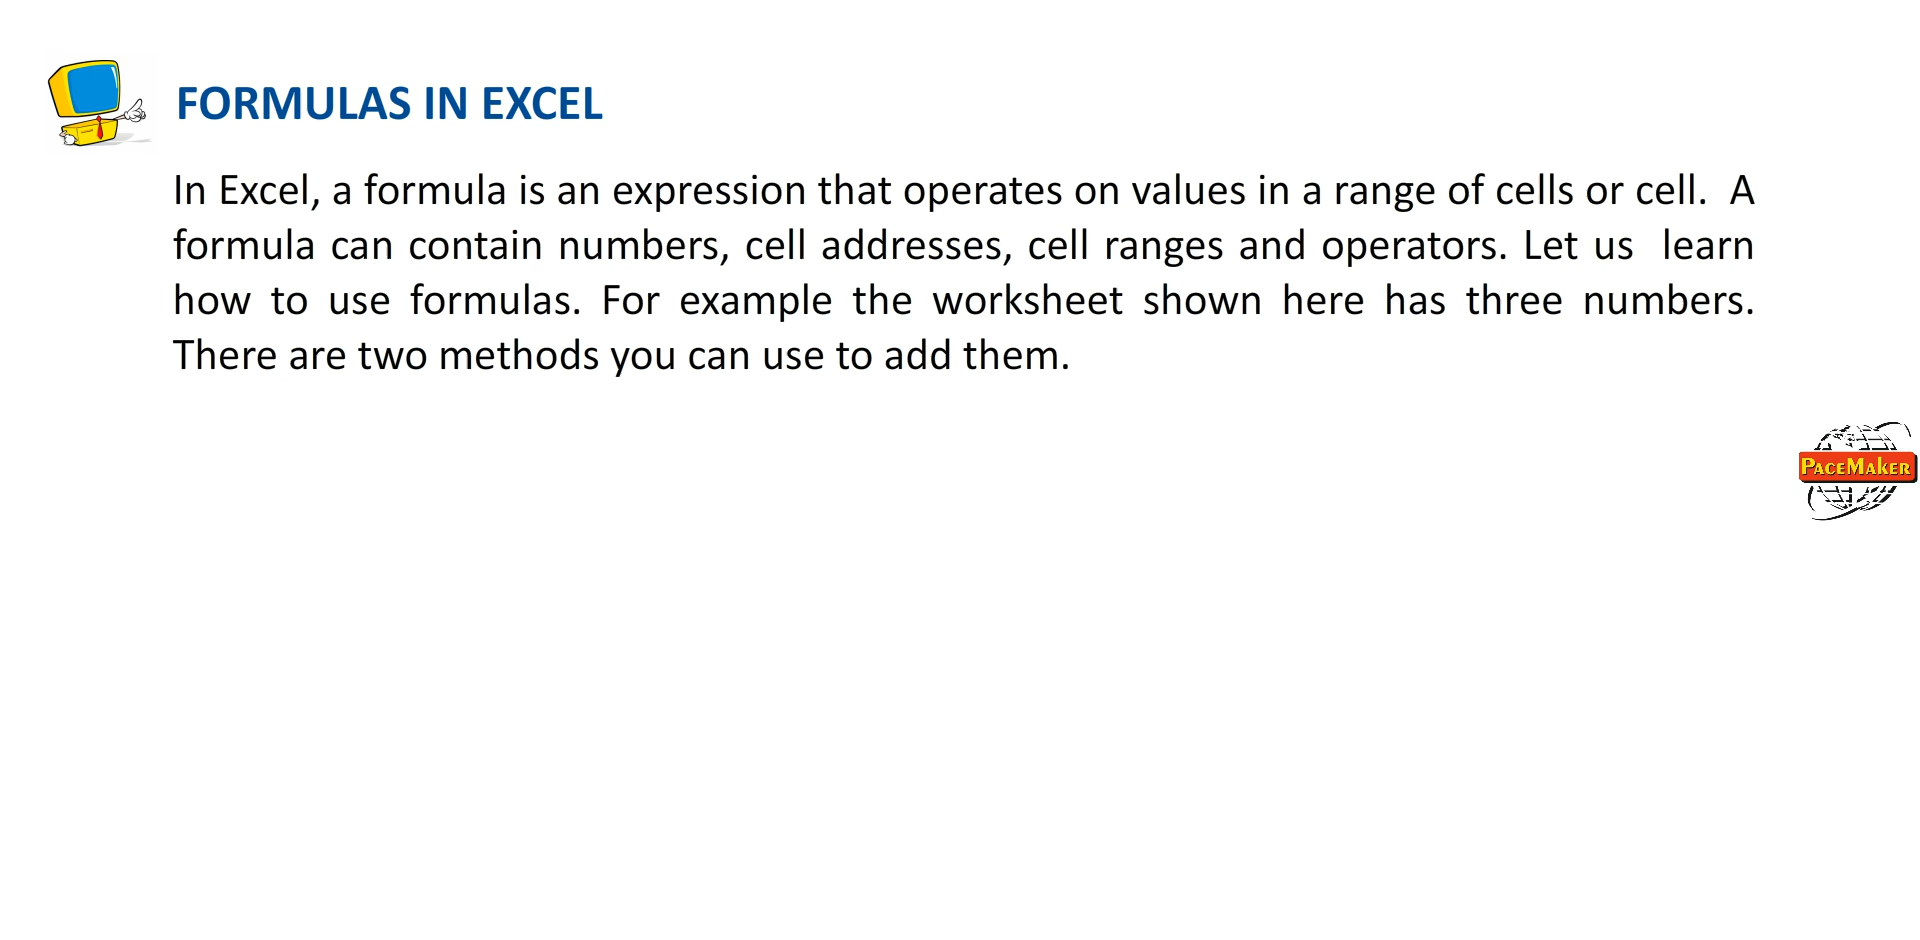 FORMULAS IN EXCEL
In Excel, a formula is an expression that operates on values in a range of cells or cell. A
formula can contain numbers, cell addresses, cell ranges and operators. Let us learn
how to use formulas. For example the worksheet shown here has three numbers.
There are two methods you can use to add them.
PACEMAKER